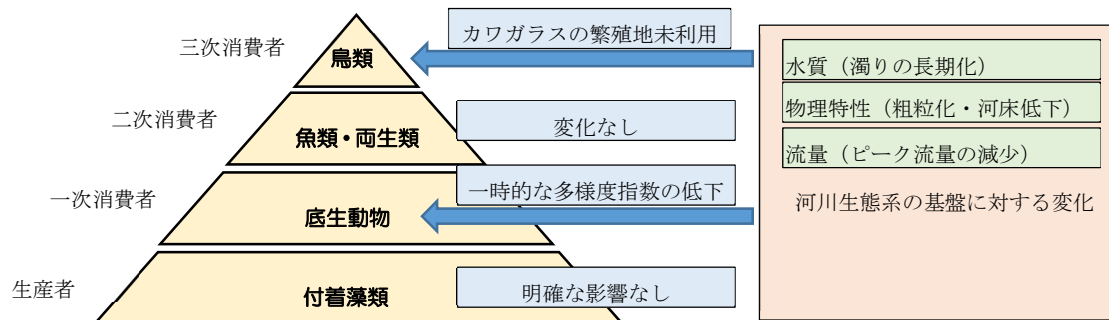 三次消費者
鳥類
カワガラスの繁殖地未利用
二次消費者
魚類・両生類
変化なし
一次消費者
底生動物
一時的な多様度指数の低下
生産者
付着藻類
明確な影響なし
水質（濁りの長期化）
物理特性（粗粒化・河床低下）
流量（ピーク流量の減少）
河川生態系の基盤に対する変化